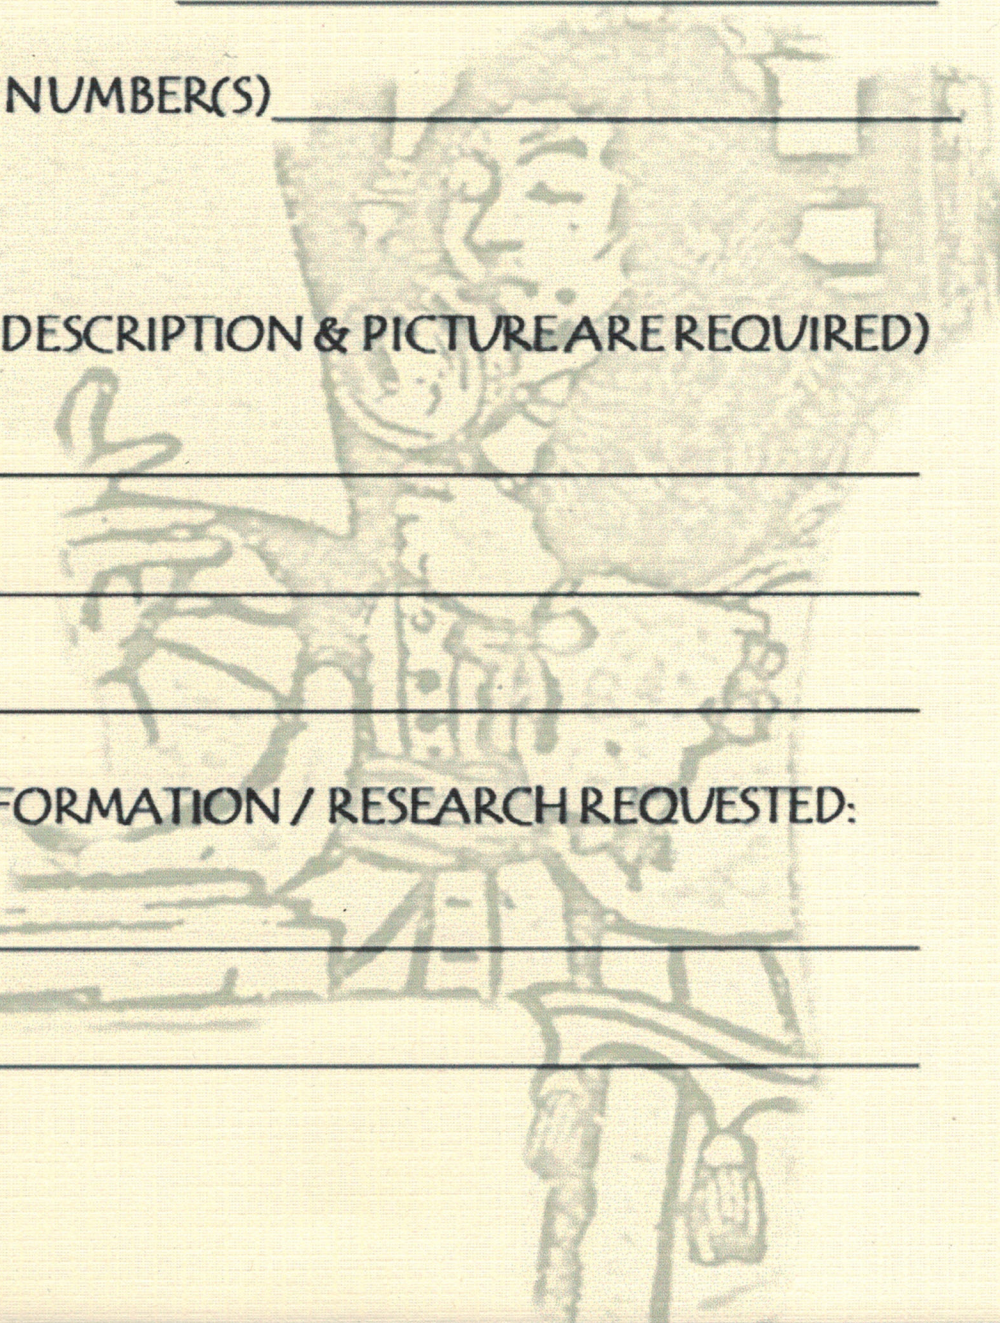 NUMBER(S)
DESCRIPTION & PICTURE ARE REQUIRED)
FORMATION / RESEARCH REQUESTED: